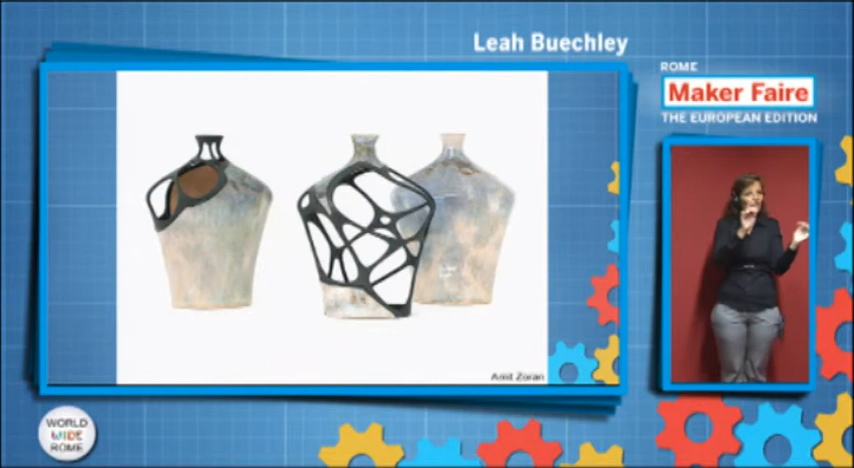 Leah Buechley
ROME
Maker Faire
THE EUROPEAN EDITION
Amit Zoran
WORLD
WIDE
ROME